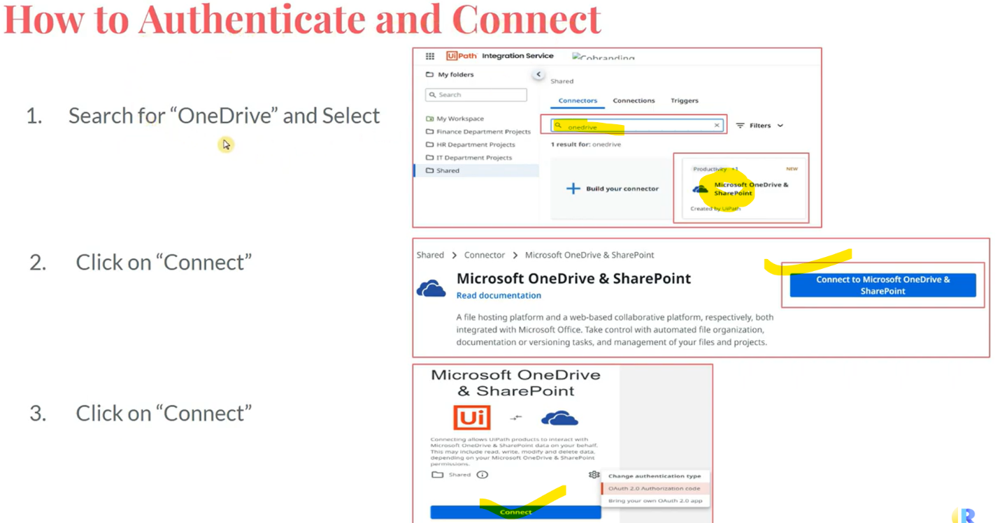 How to Authenticate and Connect
1. Search for “OneDrive” and Select
UiPath Integration Service
Cobranding
My folders
Search
My Workspace
Finance Department Projects
HR Department Projects
IT Department Projects
Shared
Shared
Connectors Connections Triggers
onedrive
Filters
1 result for: onedrive
Build your connector
Productivity +1 NEW
Microsoft OneDrive &
SharePoint
Created by UiPath
2. Click on “Connect”
Shared > Connector > Microsoft OneDrive & SharePoint
Microsoft OneDrive & SharePoint
Read documentation
A file hosting platform and a web-based collaborative platform, respectively, both
integrated with Microsoft Office. Take control with automated file organization,
documentation or versioning tasks, and management of your files and projects.
Connect to Microsoft OneDrive &
SharePoint
3. Click on “Connect”
Microsoft OneDrive
& SharePoint
Ui
Connecting allows UiPath products to interact with
Microsoft OneDrive & SharePoint data on your behalf.
This may include read, write, modify and delete data,
depending on your Microsoft OneDrive & SharePoint
permissions.
Shared
Change authentication type
OAuth 2.0 Authorization code
Bring your own OAuth 2.0 app
Connect
R